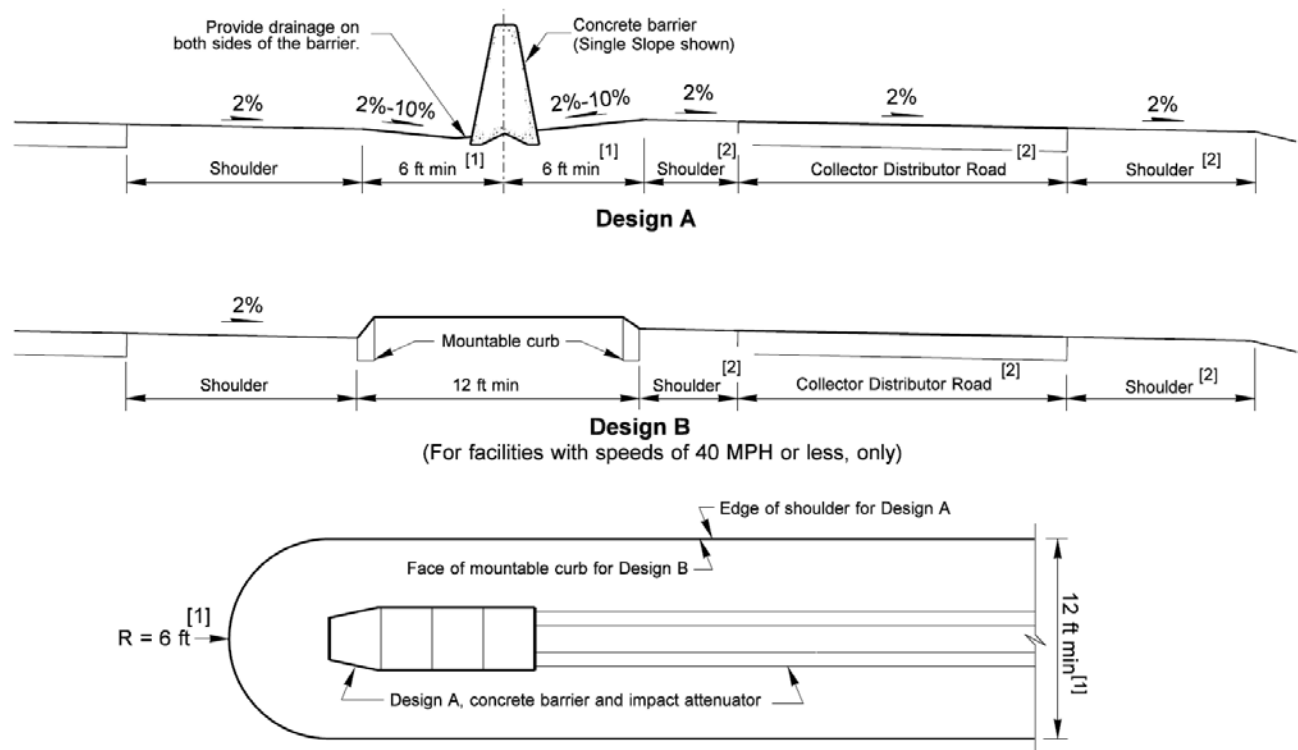 Provide drainage on
both sides of the barrier.
Concrete barrier
(Single Slope shown)
2%
2%-10%
2%-10%
2%
2%
2%
Shoulder
6 ft min [1]
6 ft min [1]
Shoulder [2]
Collector Distributor Road [2]
Shoulder [2]
Design A
2%
Mountable curb
Shoulder
12 ft min
Shoulder [2]
Collector Distributor Road [2]
Shoulder [2]
Design B
(For facilities with speeds of 40 MPH or less, only)
Edge of shoulder for Design A
Face of mountable curb for Design B
R = 6 ft [1]
12 ft min [1]
Design A, concrete barrier and impact attenuator